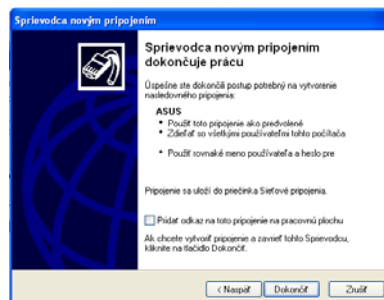 Sprievodca novým pripojením
Sprievodca novým pripojením
dokončuje prácu
Úspešne ste dokončili postup potrebný na vytvorenie
nasledovného pripojenia:
ASUS
• Použiť toto pripojenie ako predvolené
• Zdieľať so všetkými používateľmi tohto počítača
• Použiť rovnaké meno používateľa a heslo pre
Pripojenie sa uloží do priečinka Sieťové pripojenia.
Pridať odkaz na toto pripojenie na pracovnú plochu
Ak chcete vytvoriť pripojenie a zavrieť tohto Sprievodcu,
kliknite na tlačidlo Dokončiť.
< Naspäť Dokončiť Zrušiť